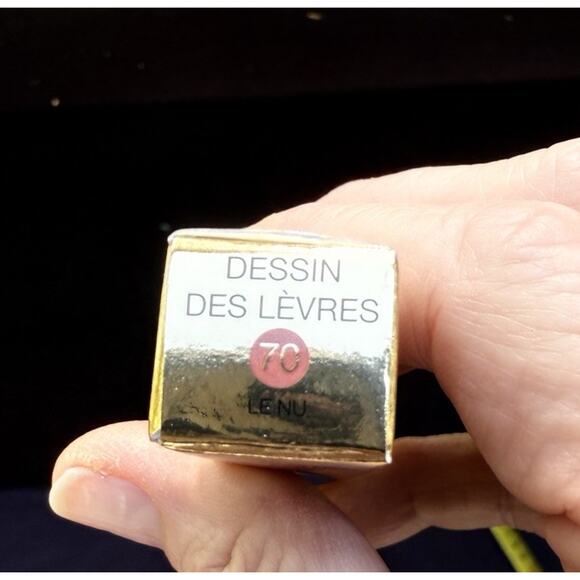 DESSIN
DES LÈVRES
70
LE NU